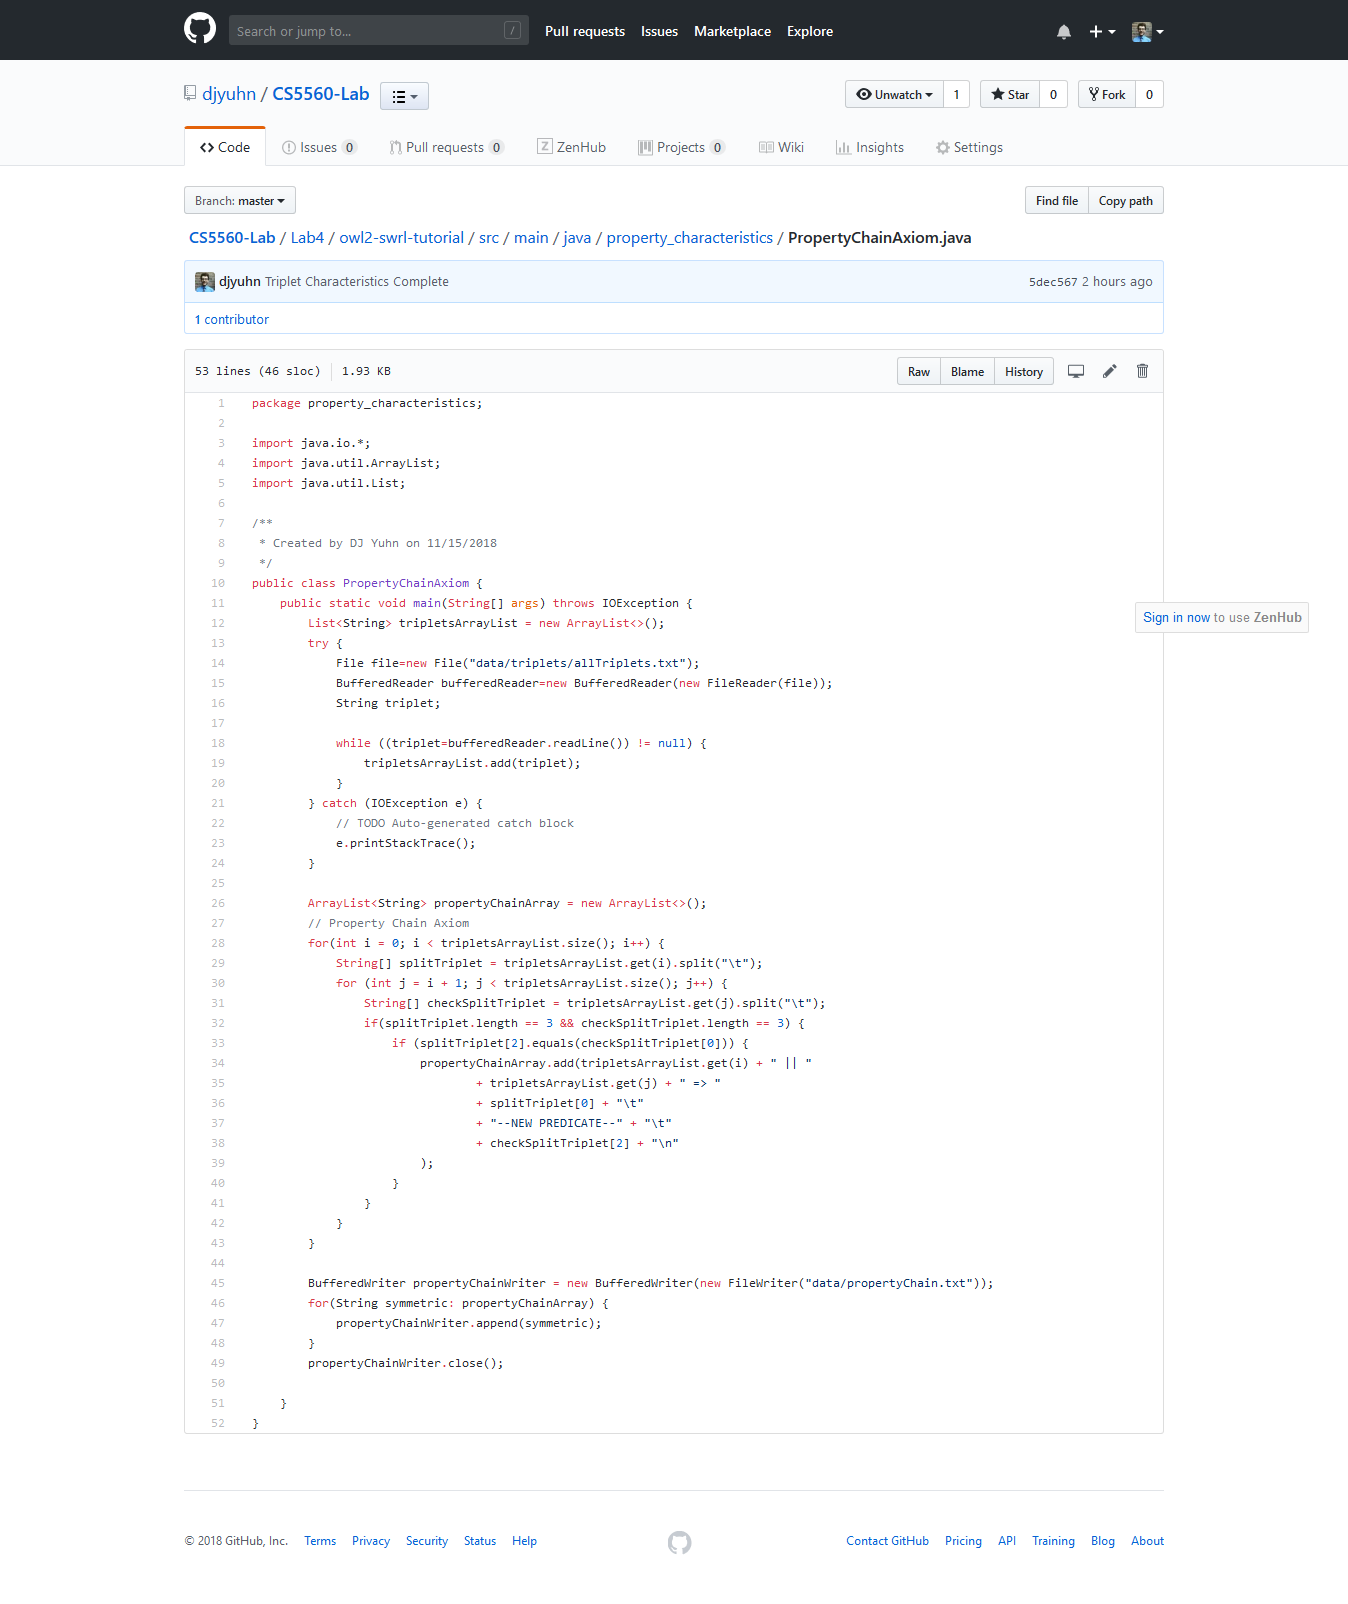 Search or jump to... / Pull requests Issues Marketplace Explore
djyuhn / CS5560-Lab Unwatch 1 Star 0 Fork 0
Code Issues 0 Pull requests 0 Z ZenHub Projects 0 Wiki Insights Settings
Branch: master Find file Copy path
CS5560-Lab / Lab4 / owl2-swrl-tutorial / src / main / java / property_characteristics / PropertyChainAxiom.java
djyuhn Triplet Characteristics Complete 5dec567 2 hours ago
1 contributor
53 lines (46 sloc) 1.93 KB Raw Blame History
1 package property_characteristics;
2
3 import java.io.*;
4 import java.util.ArrayList;
5 import java.util.List;
6
7 /**
8  * Created by DJ Yuhn on 11/15/2018
9  */
10 public class PropertyChainAxiom {
11     public static void main(String[] args) throws IOException {
12         List<String> tripletsArrayList = new ArrayList<>();
13         try {
14             File file=new File("data/triplets/allTriplets.txt");
15             BufferedReader bufferedReader=new BufferedReader(new FileReader(file));
16             String triplet;
17
18             while ((triplet=bufferedReader.readLine()) != null) {
19                 tripletsArrayList.add(triplet);
20             }
21         } catch (IOException e) {
22             // TODO Auto-generated catch block
23             e.printStackTrace();
24         }
25
26         ArrayList<String> propertyChainArray = new ArrayList<>();
27         // Property Chain Axiom
28         for(int i = 0; i < tripletsArrayList.size(); i++) {
29             String[] splitTriplet = tripletsArrayList.get(i).split("\t");
30             for (int j = i + 1; j < tripletsArrayList.size(); j++) {
31                 String[] checkSplitTriplet = tripletsArrayList.get(j).split("\t");
32                 if(splitTriplet.length == 3 && checkSplitTriplet.length == 3) {
33                     if (splitTriplet[2].equals(checkSplitTriplet[0])) {
34                         propertyChainArray.add(tripletsArrayList.get(i) + " || "
35                                 + tripletsArrayList.get(j) + " => "
36                                 + splitTriplet[0] + "\t"
37                                 + "--NEW PREDICATE--" + "\t"
38                                 + checkSplitTriplet[2] + "\n"
39                         );
40                     }
41                 }
42             }
43         }
44
45         BufferedWriter propertyChainWriter = new BufferedWriter(new FileWriter("data/propertyChain.txt"));
46         for(String symmetric: propertyChainArray) {
47             propertyChainWriter.append(symmetric);
48         }
49         propertyChainWriter.close();
50
51     }
52 }
Sign in now to use ZenHub
© 2018 GitHub, Inc. Terms Privacy Security Status Help Contact GitHub Pricing API Training Blog About